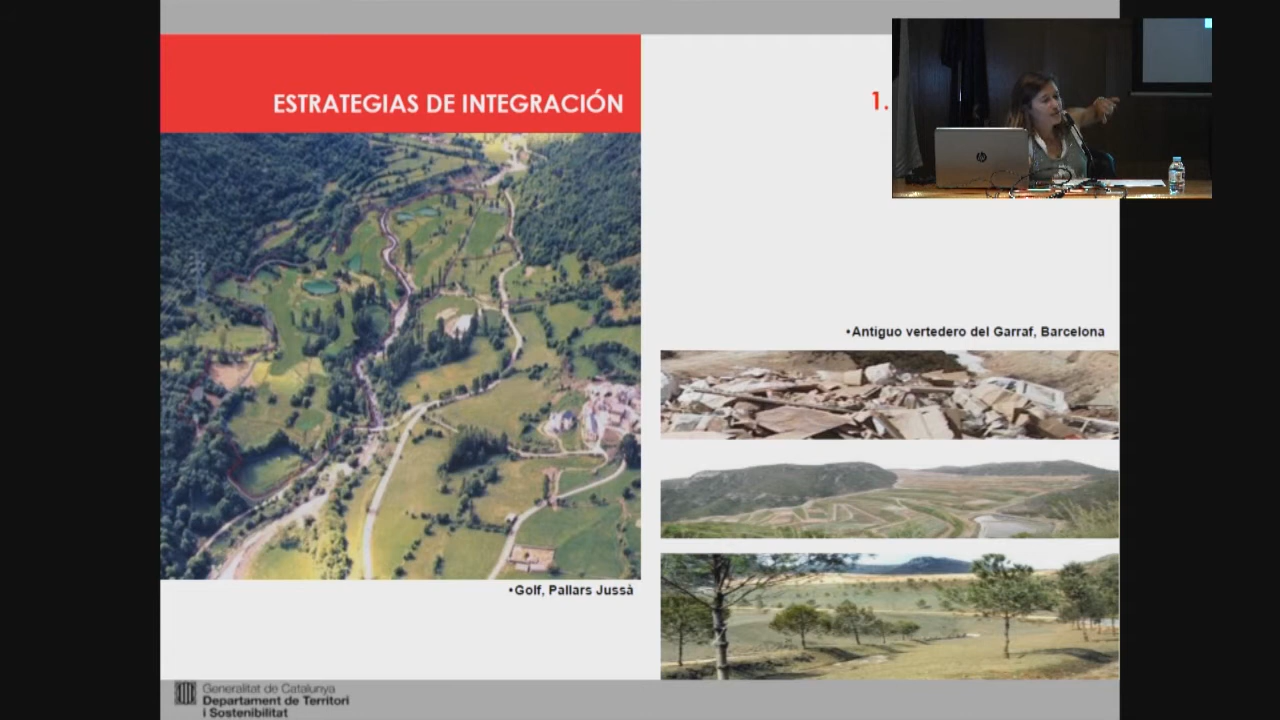 ESTRATEGIAS DE INTEGRACIÓN
1.
•Antiguo vertedero del Garraf, Barcelona
•Golf, Pallars Jussà
Generalitat de Catalunya
Departament de Territori
i Sostenibilitat
hp